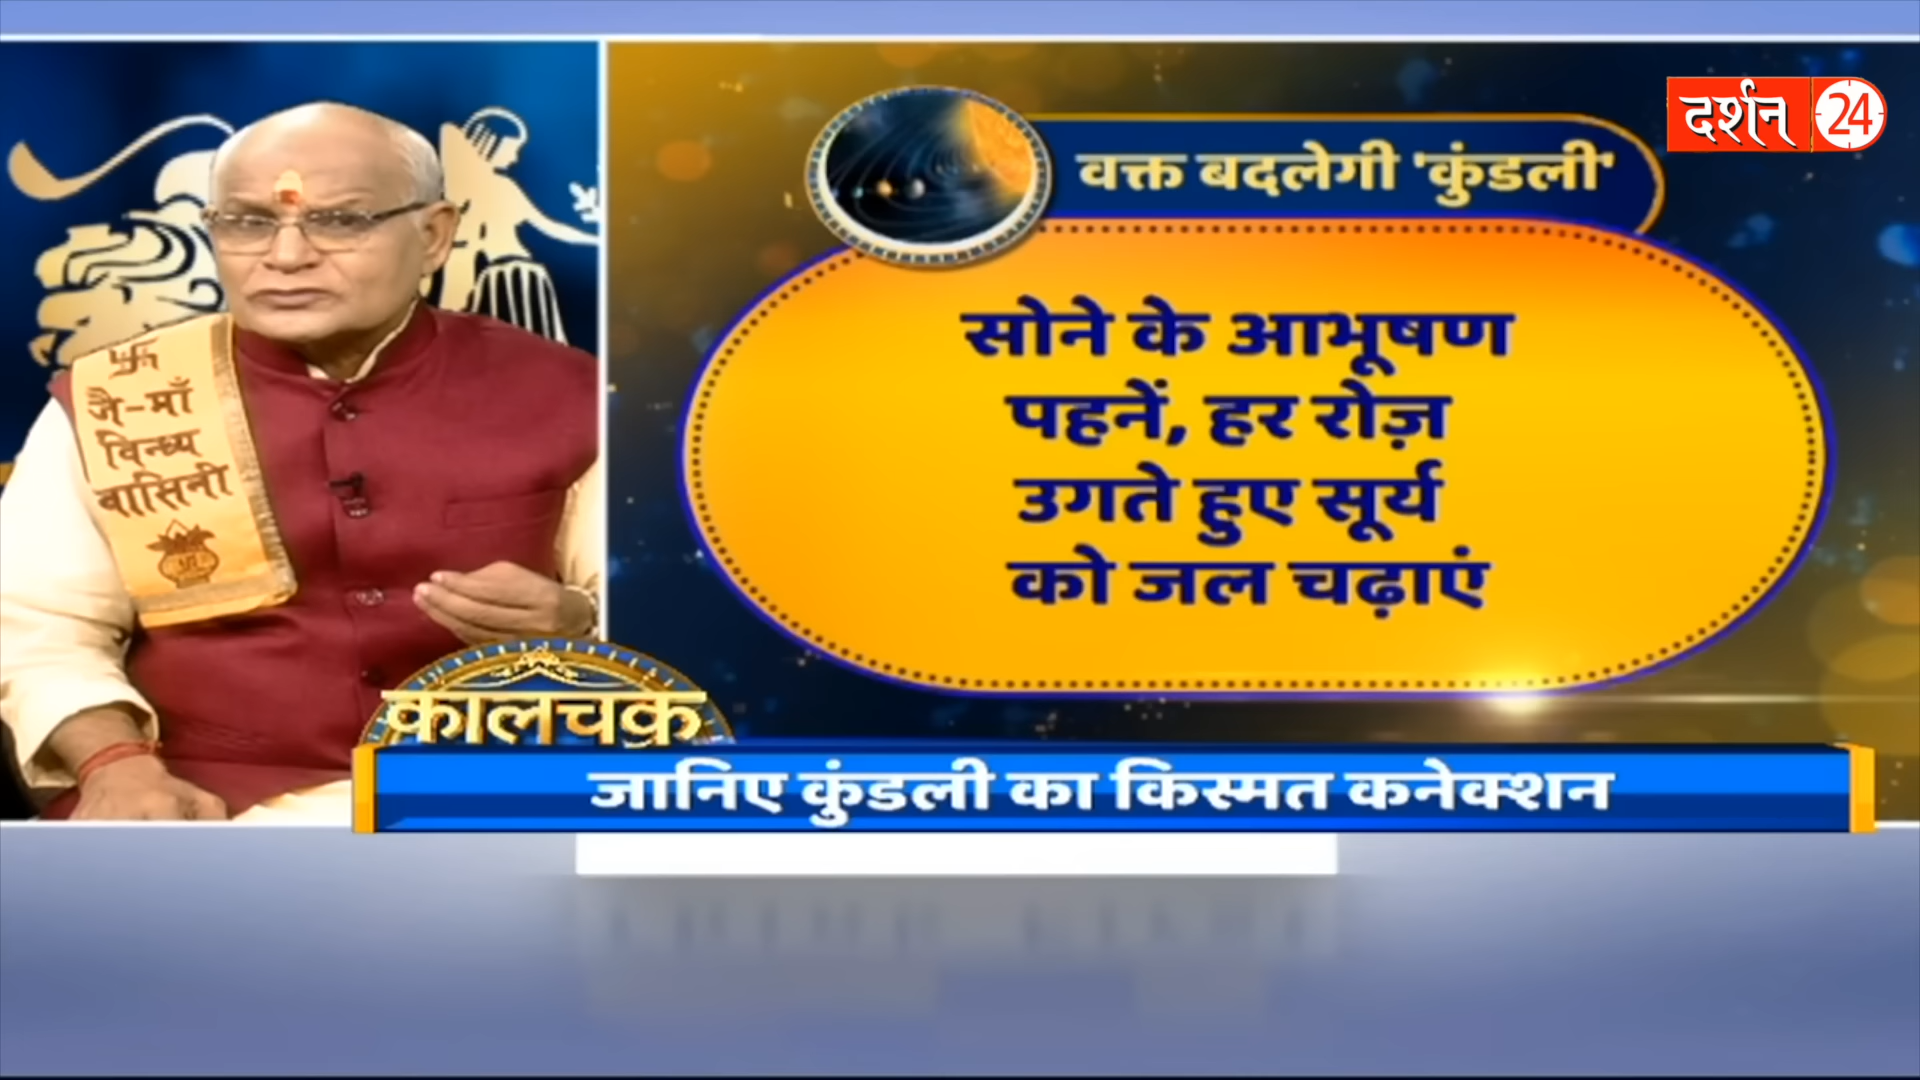 दर्शन 24
वक्त बदलेगी 'कुंडली'
सोने के आभूषण
पहनें, हर रोज़
उगते हुए सूर्य
को जल चढ़ाएं
जै-माँ
विन्ध्य
वासिनी
कालचक्र
जानिए कुंडली का किस्मत कनेक्शन